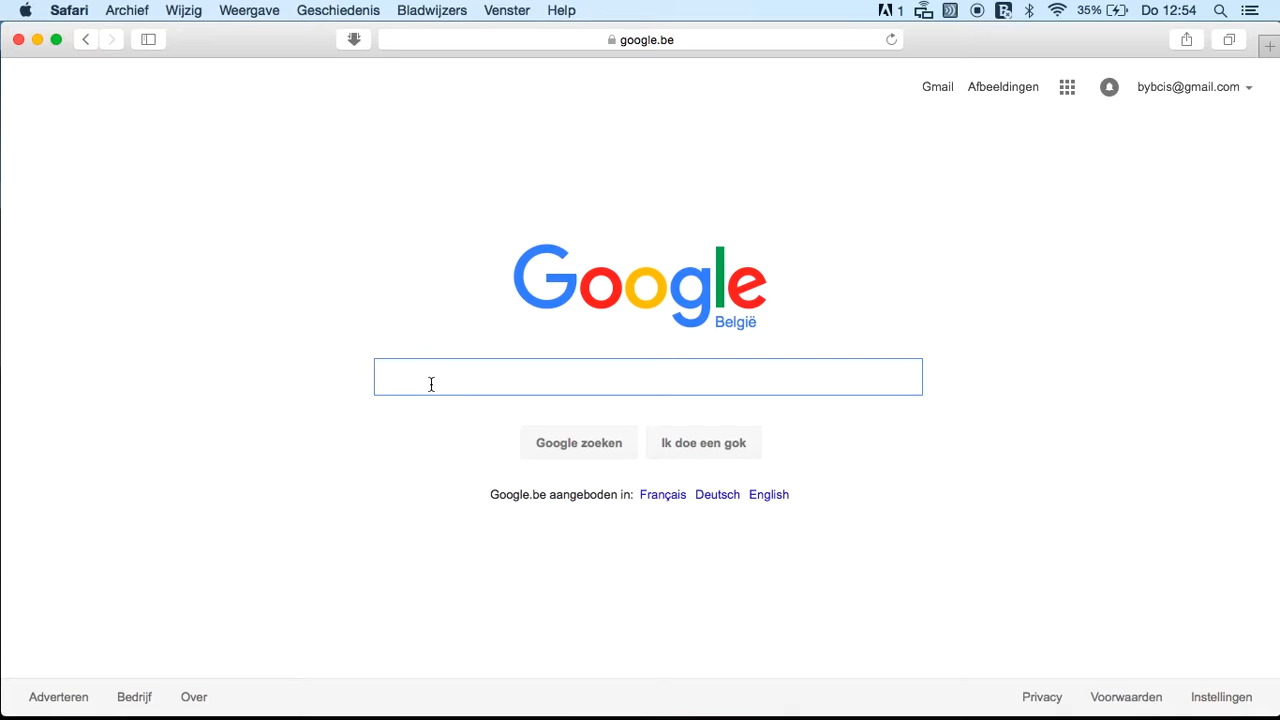 Safari Archief Wijzig Weergave Geschiedenis Bladwijzers Venster Help 1 35% Do 12:54
google.be
Gmail Afbeeldingen bybcis@gmail.com
Google
België
Google zoeken Ik doe een gok
Google.be aangeboden in: Français Deutsch English
Adverteren Bedrijf Over Privacy Voorwaarden Instellingen